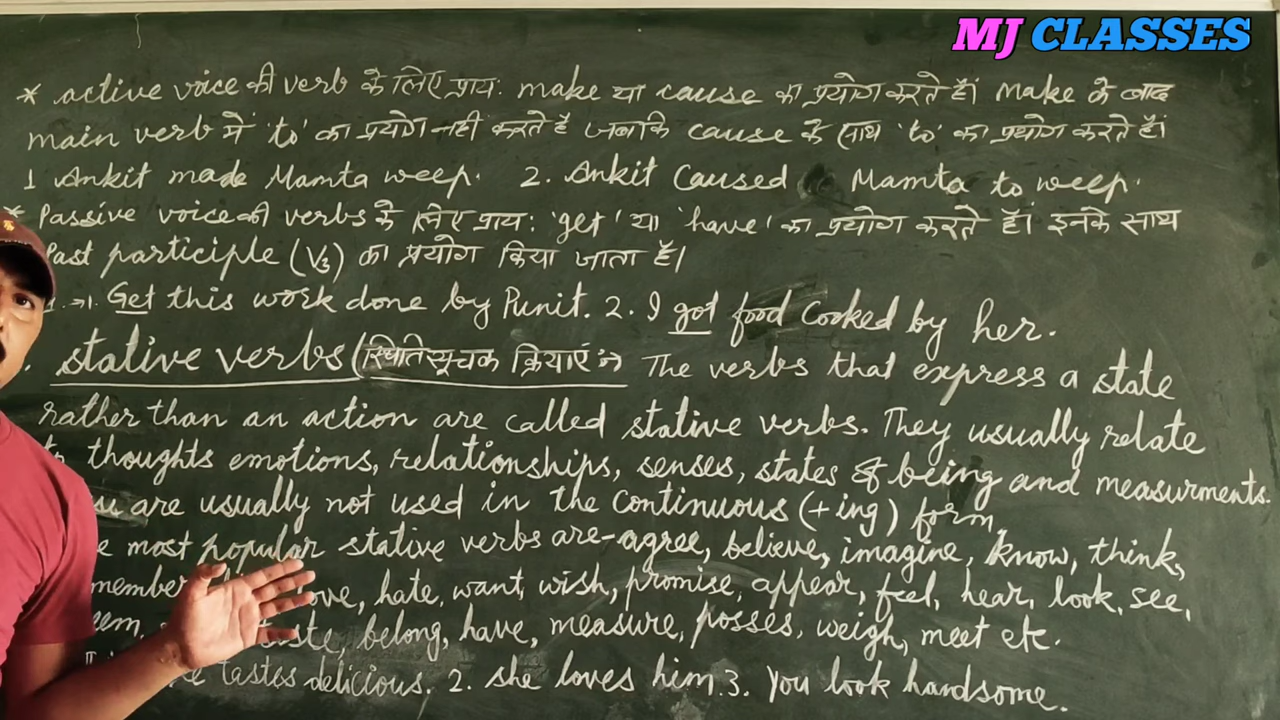 MJ CLASSES
* active voice की verb के लिए प्राय: make या cause का प्रयोग करते हैं। Make के बाद
main verb में 'to' का प्रयोग नही करते है जबकि cause के साथ 'to' का प्रयोग करते है।
1 Ankit made Mamta weep. 2. Ankit Caused Mamta to weep.
* Passive voice की verbs के लिए प्राय: 'get' या 'have' का प्रयोग करते है। इनके साथ
Past participle (V3) का प्रयोग किया जाता है।
1. Get this work done by Punit. 2. I got food cooked by her.
stative verbs (स्थितिसूचक क्रियाएं :→ The verbs that express a state
rather than an action are called stative verbs. They usually relate
thoughts emotions, relationships, senses, states of being and measurments.
are usually not used in the continuous (+ing) form.
most popular stative verbs are-agree, believe, imagine, know, think,
hate, want, wish, promise, appear, feel, hear, look, see,
belong, have, measure, posses, weigh, meet etc.
tastes delicious. 2. she loves him. 3. You look handsome.